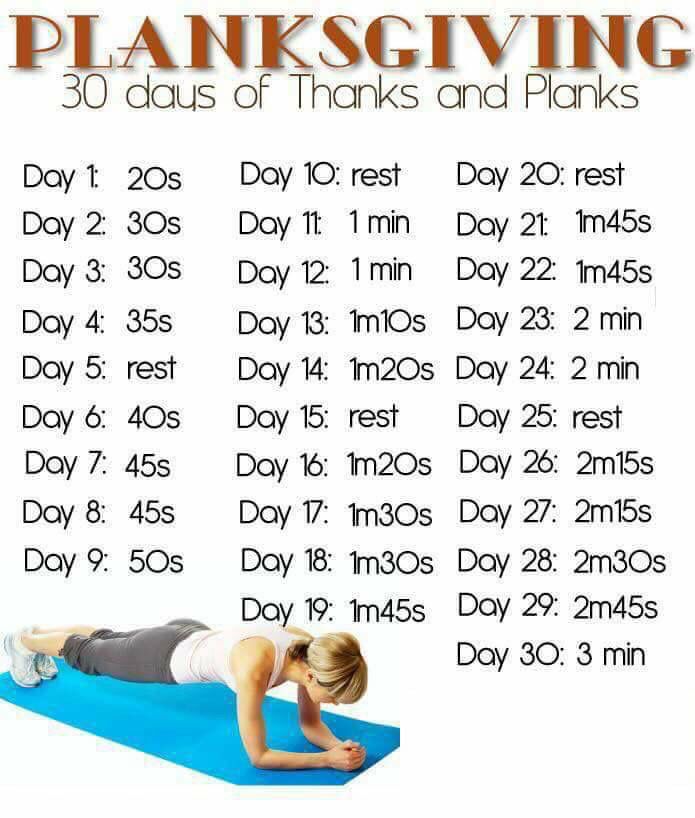 PLANKSGIVING
30 days of Thanks and Planks
Day 1: 20s
Day 2: 30s
Day 3: 30s
Day 4: 35s
Day 5: rest
Day 6: 40s
Day 7: 45s
Day 8: 45s
Day 9: 50s
Day 10: rest
Day 11: 1 min
Day 12: 1 min
Day 13: 1m10s
Day 14: 1m20s
Day 15: rest
Day 16: 1m20s
Day 17: 1m30s
Day 18: 1m30s
Day 19: 1m45s
Day 20: rest
Day 21: 1m45s
Day 22: 1m45s
Day 23: 2 min
Day 24: 2 min
Day 25: rest
Day 26: 2m15s
Day 27: 2m15s
Day 28: 2m30s
Day 29: 2m45s
Day 30: 3 min